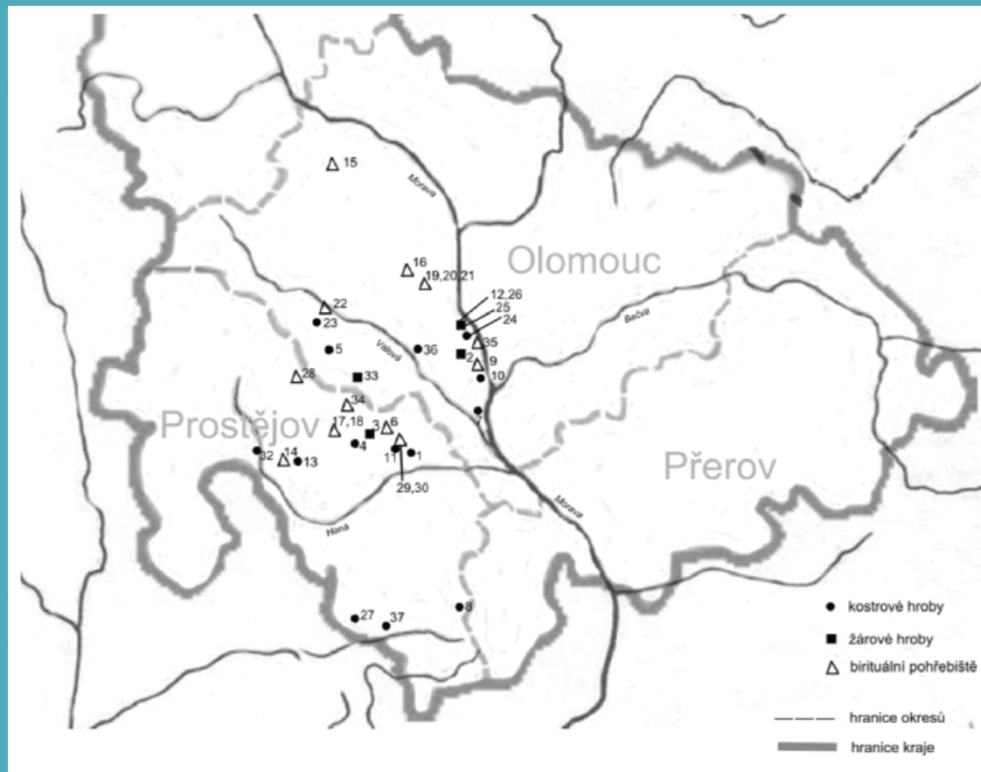 15
Morava
Olomouc
16
19,20,21
12,26
25
24
22
23
Bečva
5
Valová
36
35
2
9
10
28
33
7
34
Prostějov
17,18
3
6
4
32
14
13
11
1
Přerov
29,30
Morava
Haná
27
37
8
kostrové hroby
žárové hroby
birituální pohřebiště
hranice okresů
hranice kraje